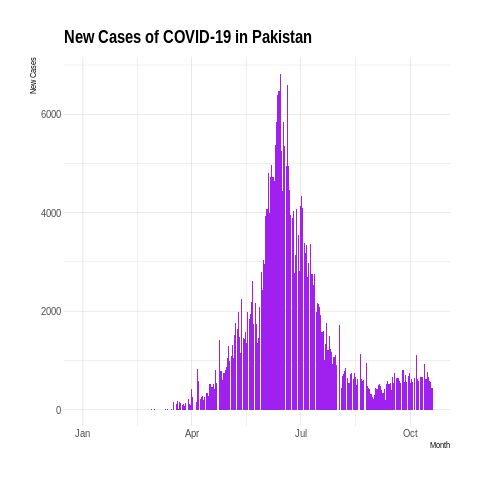 New Cases of COVID-19 in Pakistan
New Cases
6000
4000
2000
0
Jan Apr Jul Oct
Month